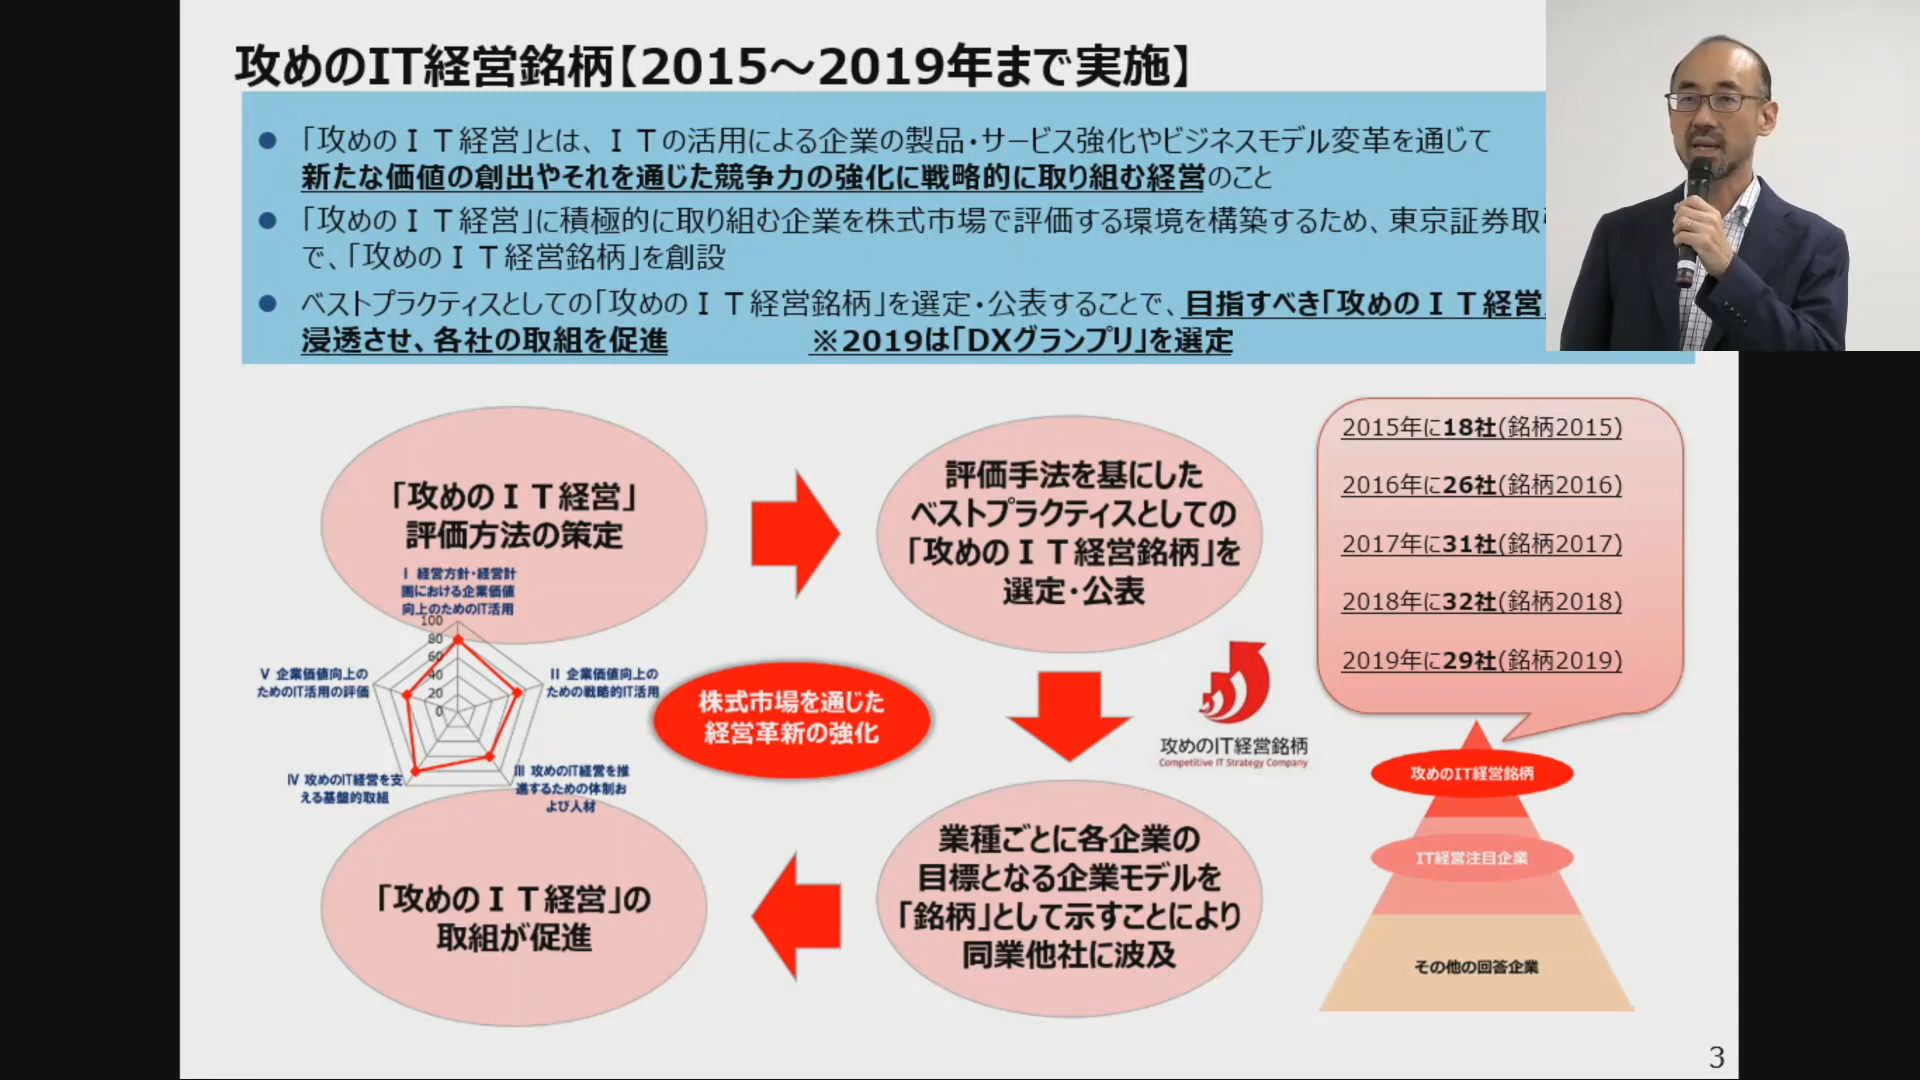 攻めのIT経営銘柄【2015～2019年まで実施】
● 「攻めのＩＴ経営」とは、ＩＴの活用による企業の製品・サービス強化やビジネスモデル変革を通じて
新たな価値の創出やそれを通じた競争力の強化に戦略的に取り組む経営のこと
● 「攻めのＩＴ経営」に積極的に取り組む企業を株式市場で評価する環境を構築するため、東京証券取
で、「攻めのＩＴ経営銘柄」を創設
● ベストプラクティスとしての「攻めのＩＴ経営銘柄」を選定・公表することで、目指すべき「攻めのＩＴ経営
浸透させ、各社の取組を促進 ※2019は「DXグランプリ」を選定
「攻めのＩＴ経営」
評価方法の策定
Ⅰ 経営方針・経営計
画における企業価値
向上のためのIT活用
100
80
60
40
20
0
Ⅱ 企業価値向上の
ための戦略的IT活用
Ⅲ 攻めのIT経営を推
進するための体制お
よび人材
Ⅳ 攻めのIT経営を支
える基盤的取組
Ⅴ 企業価値向上の
ためのIT活用の評価
評価手法を基にした
ベストプラクティスとしての
「攻めのＩＴ経営銘柄」を
選定・公表
株式市場を通じた
経営革新の強化
攻めのIT経営銘柄
Competitive IT Strategy Company
業種ごとに各企業の
目標となる企業モデルを
「銘柄」として示すことにより
同業他社に波及
「攻めのＩＴ経営」の
取組が促進
2015年に18社(銘柄2015)
2016年に26社(銘柄2016)
2017年に31社(銘柄2017)
2018年に32社(銘柄2018)
2019年に29社(銘柄2019)
攻めのIT経営銘柄
IT経営注目企業
その他の回答企業
3